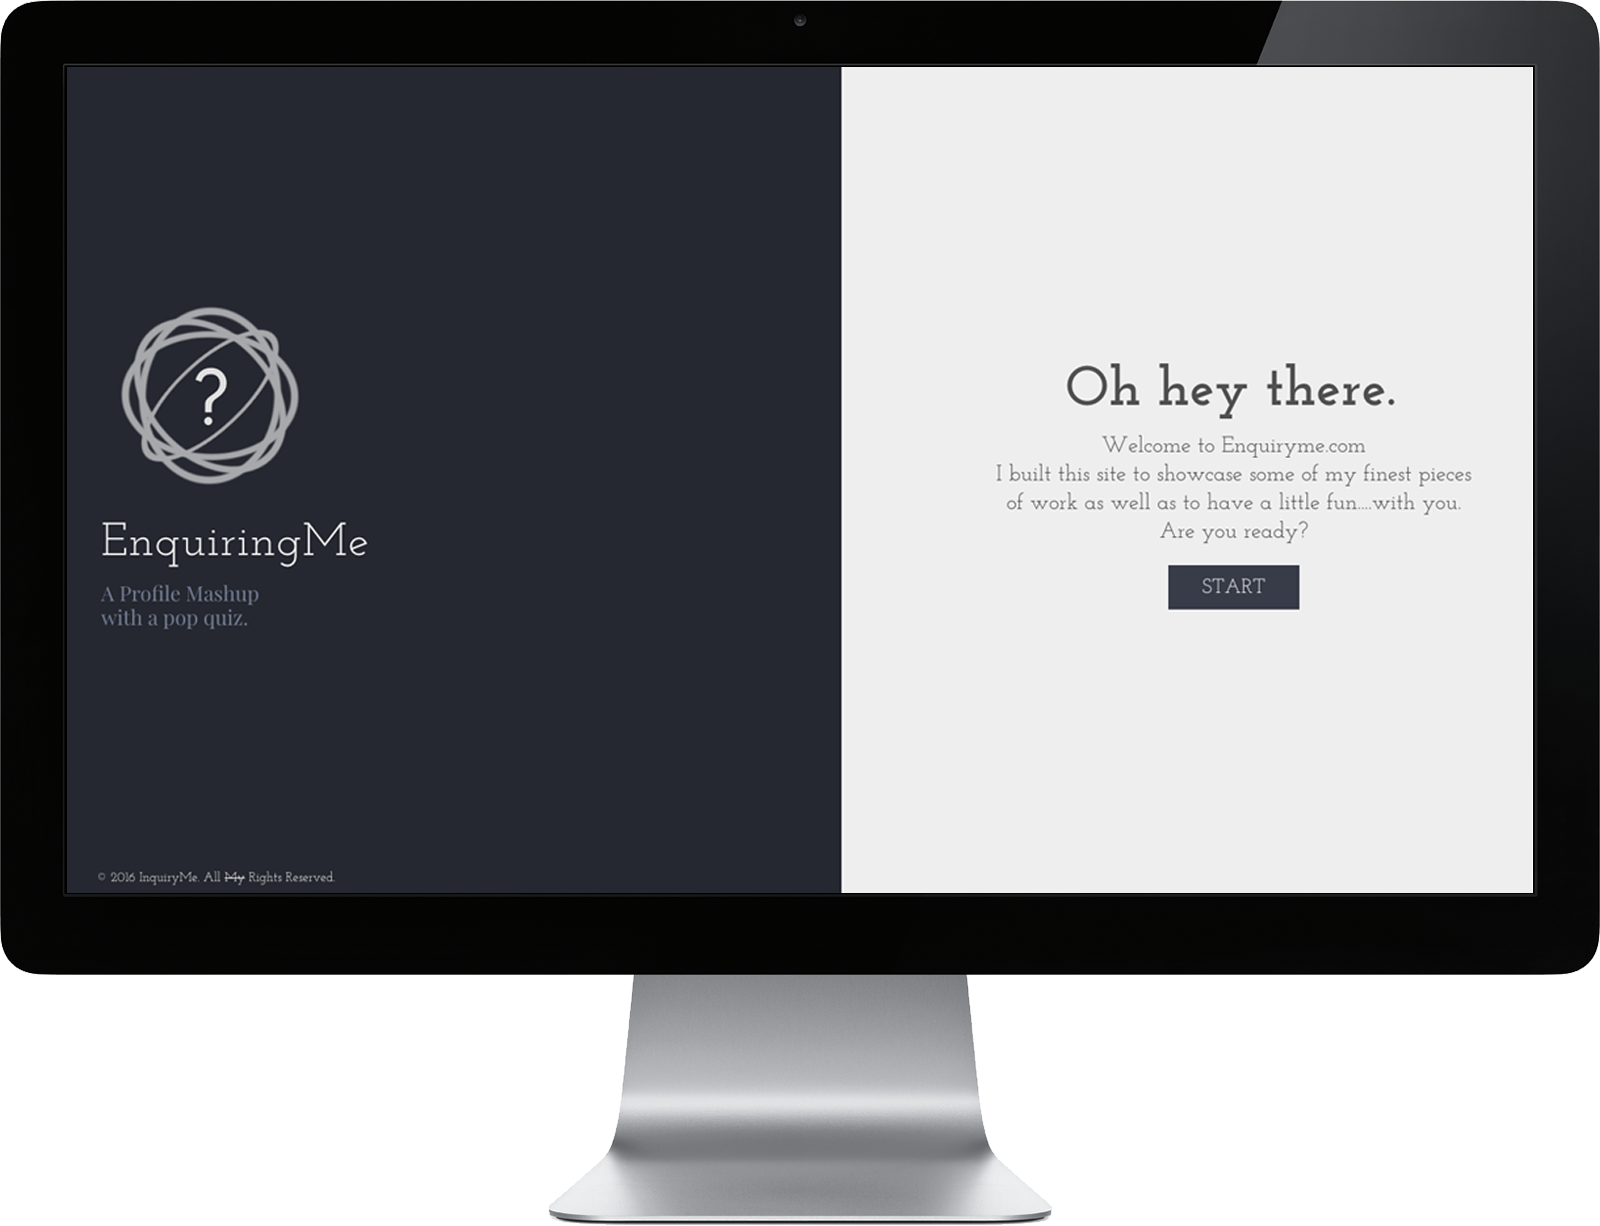 ?
EnquiringMe
A Profile Mashup
with a pop quiz.
© 2016 InquiryMe. All My Rights Reserved.
Oh hey there.
Welcome to Enquiryme.com
I built this site to showcase some of my finest pieces
of work as well as to have a little fun....with you.
Are you ready?
START